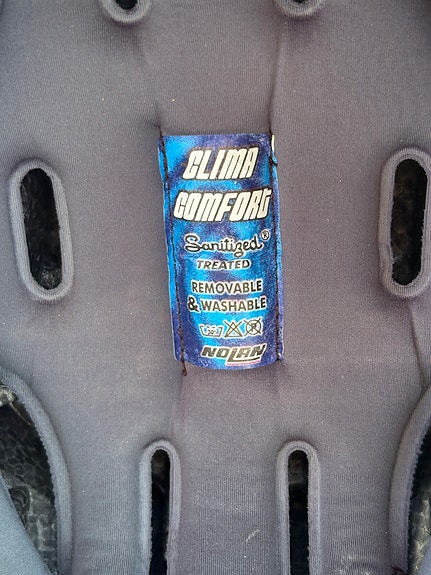 CLIMA
COMFORT
Sanitized®
TREATED
REMOVABLE
& WASHABLE
NOLAN